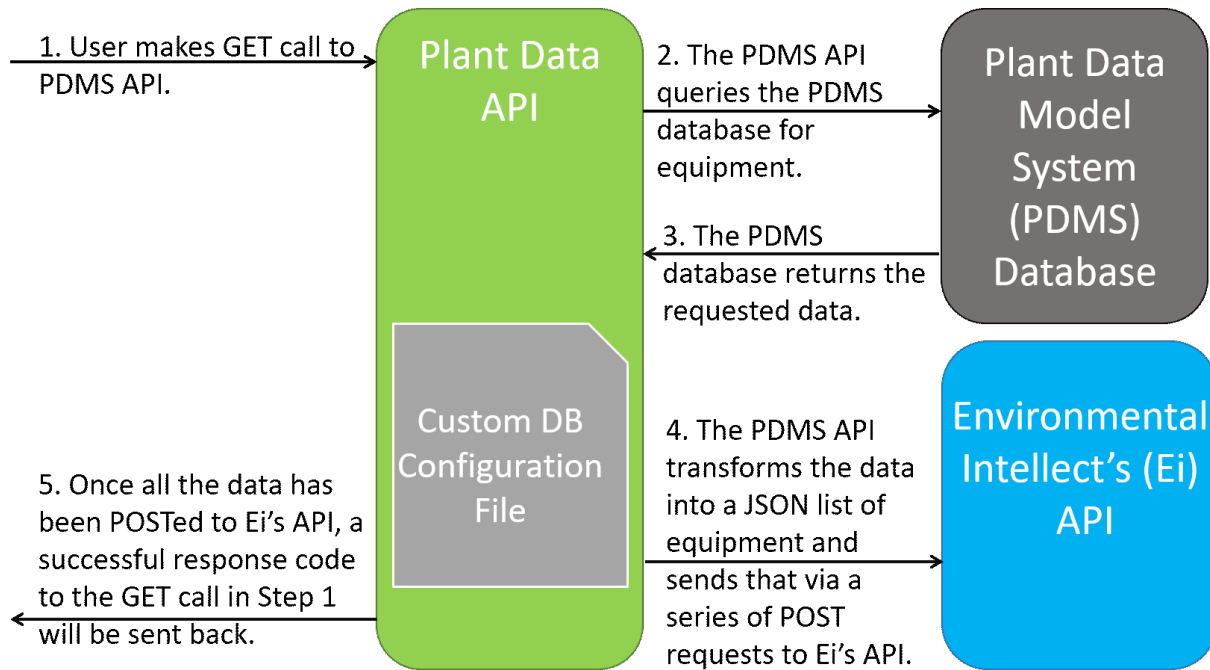 1. User makes GET call to
PDMS API.
Plant Data
API
2. The PDMS API
queries the PDMS
database for
equipment.
Plant Data
Model
System
(PDMS)
Database
3. The PDMS
database returns the
requested data.
Custom DB
Configuration
File
4. The PDMS API
transforms the data
into a JSON list of
equipment and
sends that via a
series of POST
requests to Ei’s API.
Environmental
Intellect’s (Ei)
API
5. Once all the data has
been POSTed to Ei’s API, a
successful response code
to the GET call in Step 1
will be sent back.